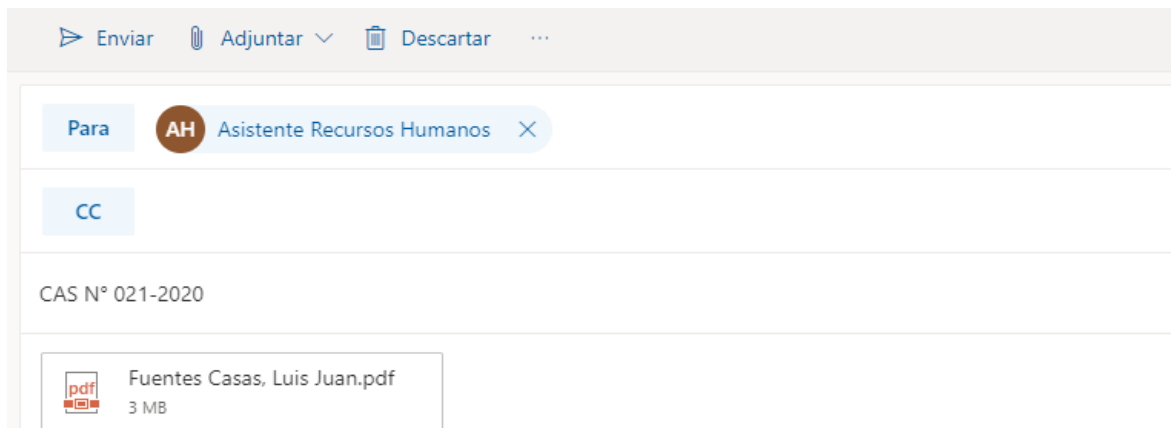 Enviar Adjuntar Descartar ...
Para AH Asistente Recursos Humanos
CC
CAS N° 021-2020
pdf Fuentes Casas, Luis Juan.pdf
3 MB